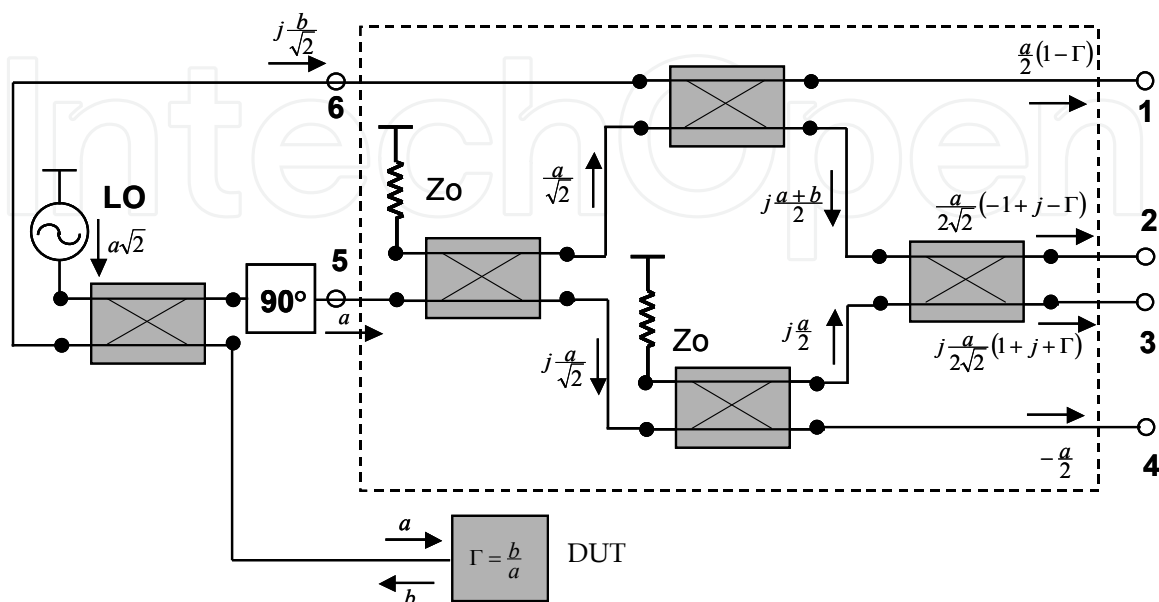 j b/√2
a/2 (1 − Γ)
6
1
InTechOpen
Zo
LO
a/√2
j (a + b)/2
a/(2√2) (−1 + j − Γ)
2
a√2
5
90°
a
Zo
j a/2
3
j a/(2√2) (1 + j + Γ)
j a/√2
4
− a/2
a
Γ = b/a
DUT
b